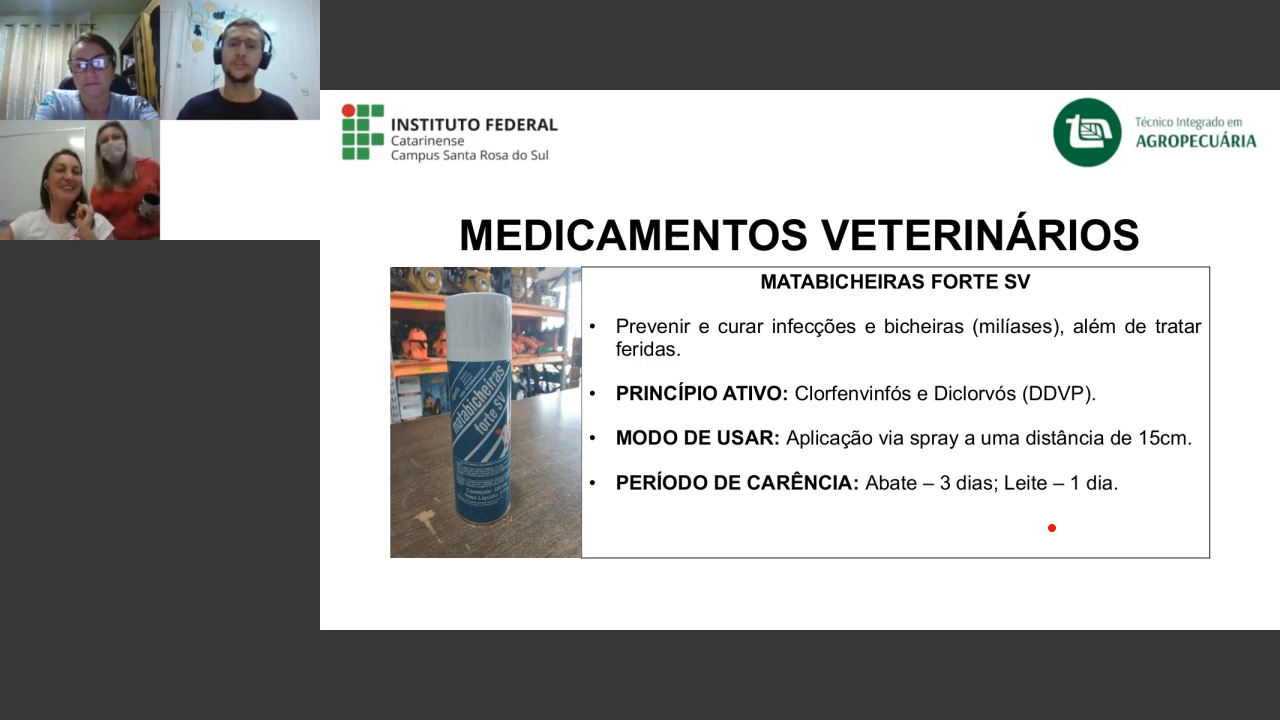 INSTITUTO FEDERAL
Catarinense
Campus Santa Rosa do Sul
Técnico Integrado em
AGROPECUÁRIA
MEDICAMENTOS VETERINÁRIOS
matabicheiras
forte SV
MATABICHEIRAS FORTE SV
• Prevenir e curar infecções e bicheiras (milíases), além de tratar
feridas.
• PRINCÍPIO ATIVO: Clorfenvinfós e Diclorvós (DDVP).
• MODO DE USAR: Aplicação via spray a uma distância de 15cm.
• PERÍODO DE CARÊNCIA: Abate – 3 dias; Leite – 1 dia.